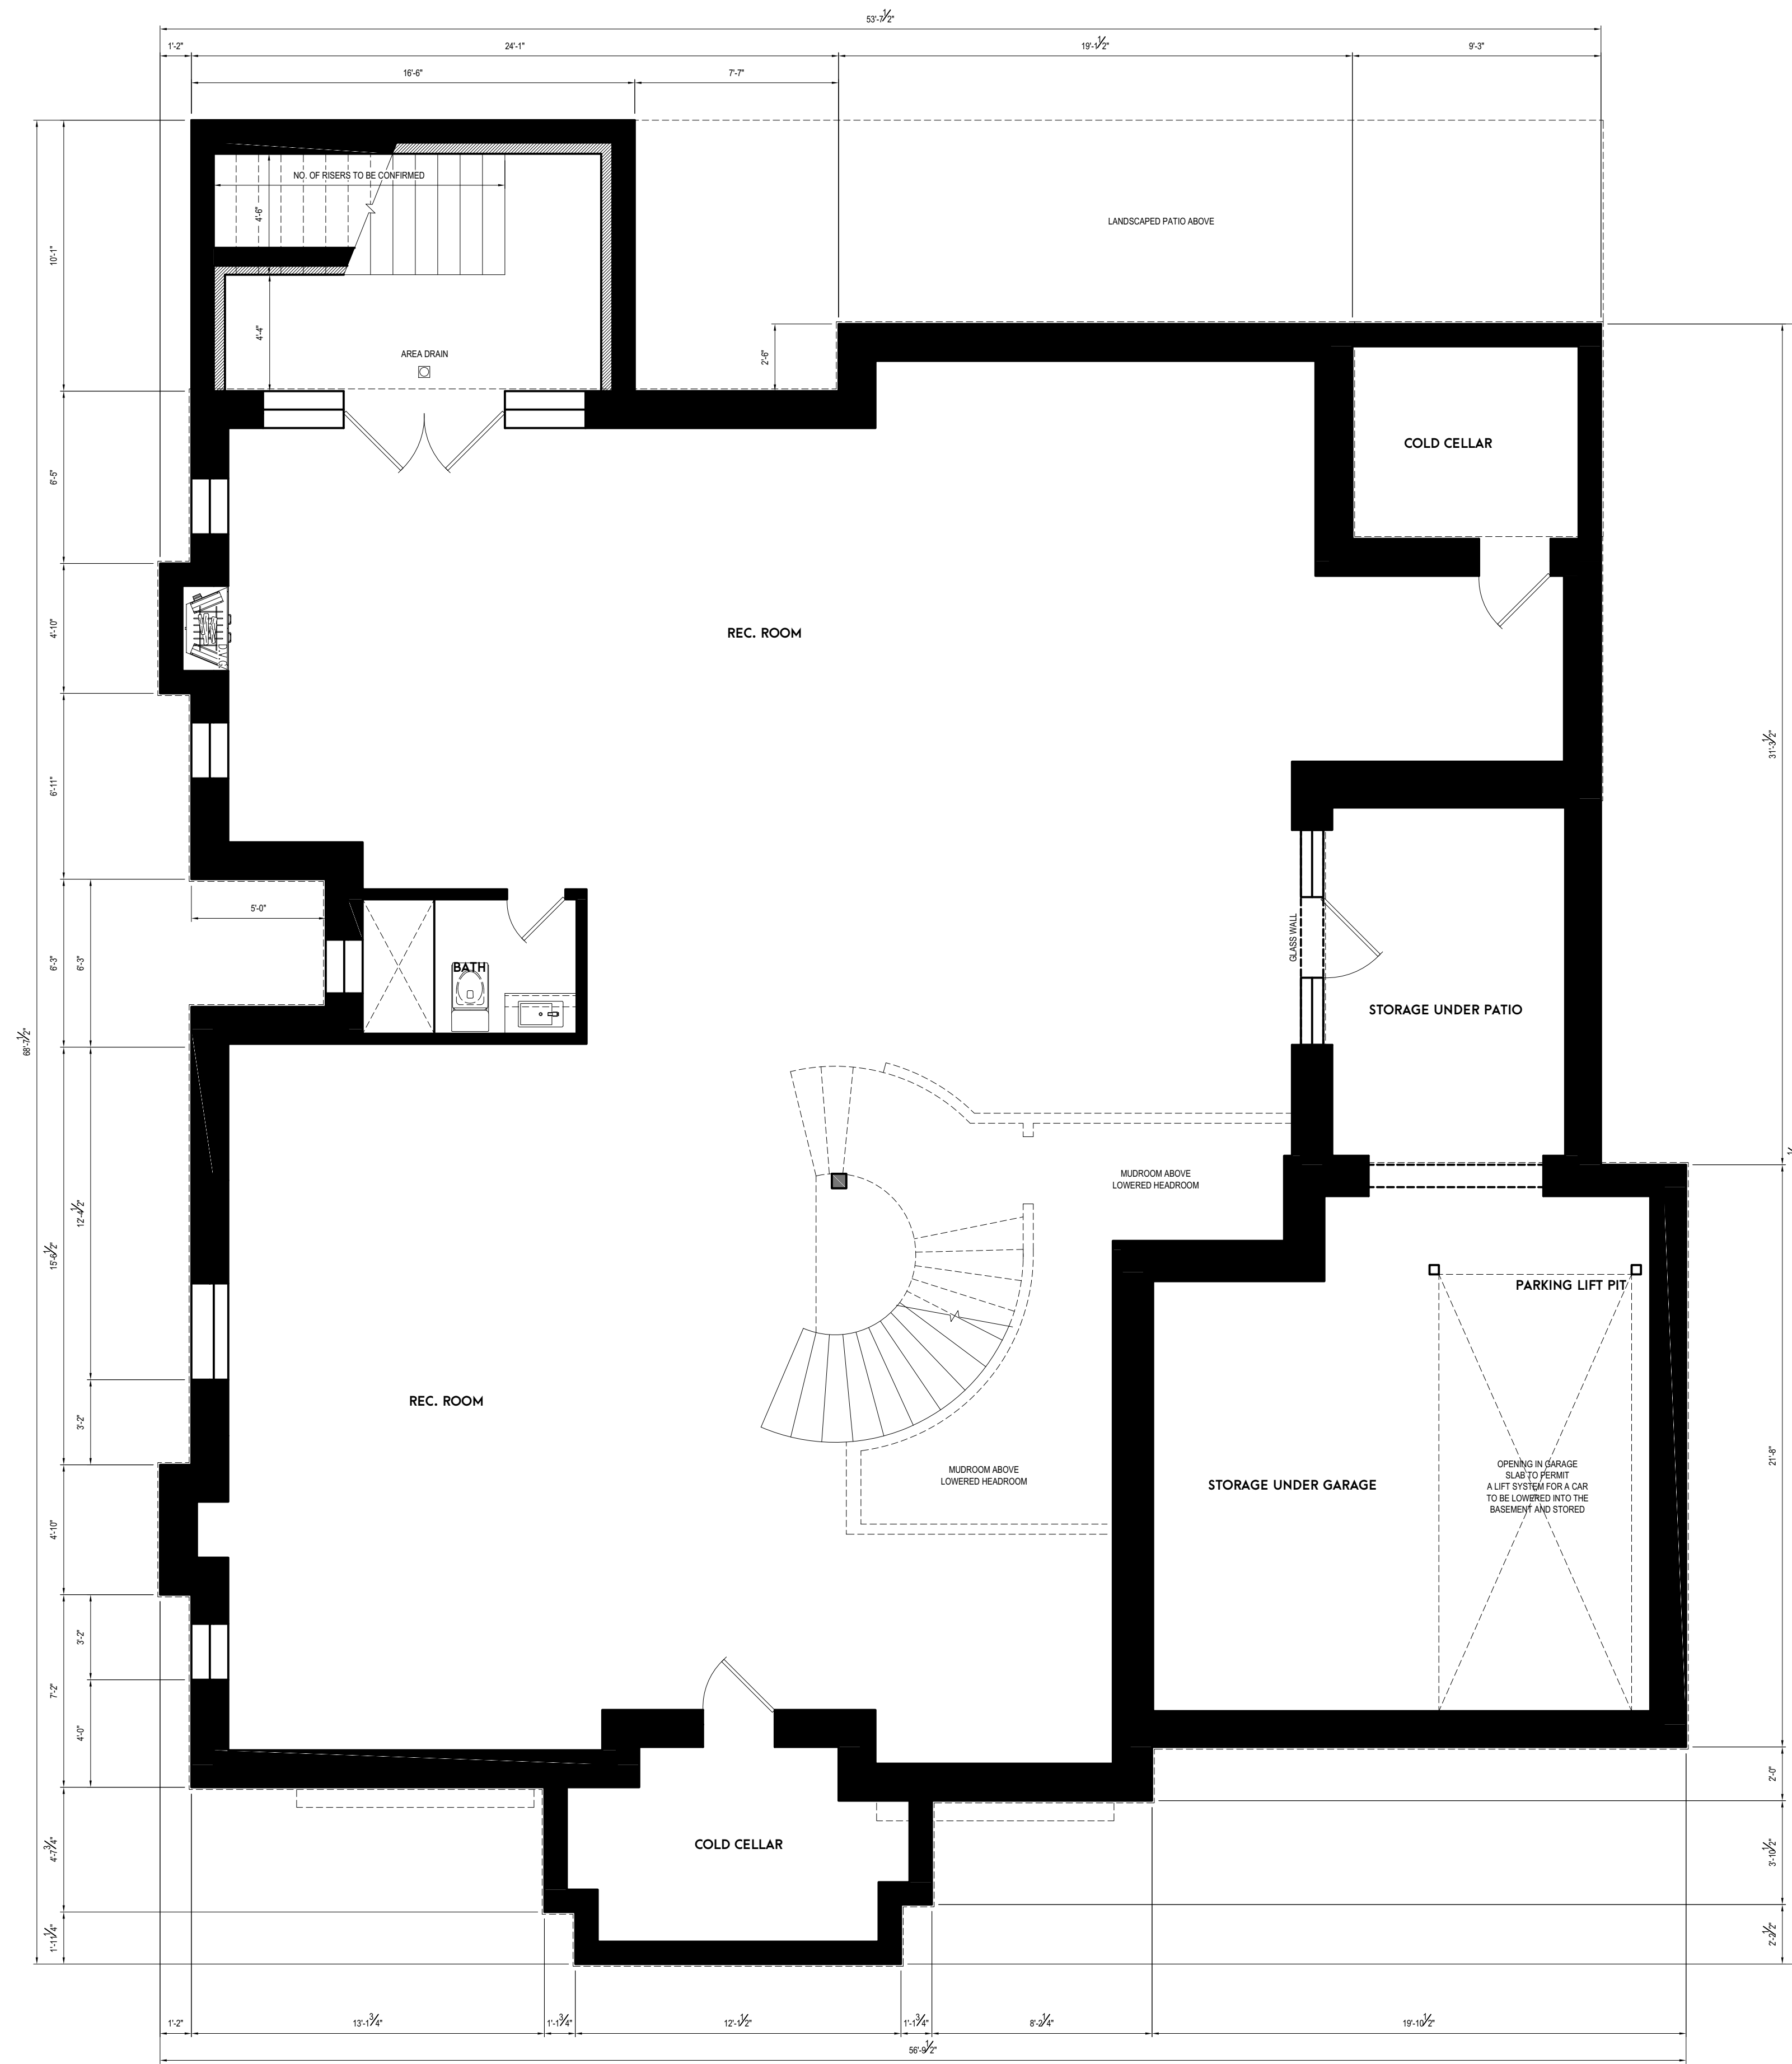 53'-7 1/2"
1'-2"
24'-1"
19'-1 1/2"
9'-3"
16'-6"
7'-7"
NO. OF RISERS TO BE CONFIRMED
4'-6"
LANDSCAPED PATIO ABOVE
10'-1"
4'-4"
AREA DRAIN
2'-6"
COLD CELLAR
6'-5"
REC. ROOM
4'-10"
D.V.G.
6'-11"
31'-3 1/2"
5'-0"
GLASS WALL
6'-3"
6'-3"
BATH
STORAGE UNDER PATIO
68'-7 1/2"
MUDROOM ABOVE
LOWERED HEADROOM
12'-4 1/2"
15'-6 1/2"
PARKING LIFT PIT
REC. ROOM
3'-2"
MUDROOM ABOVE
LOWERED HEADROOM
STORAGE UNDER GARAGE
OPENING IN GARAGE
SLAB TO PERMIT
A LIFT SYSTEM FOR A CAR
TO BE LOWERED INTO THE
BASEMENT AND STORED
21'-8"
4'-10"
3'-2"
7'-2"
4'-0"
2'-0"
COLD CELLAR
4'-7 3/4"
3'-10 1/2"
1'-11 1/4"
2'-2 1/2"
1'-2"
13'-1 3/4"
1'-1 3/4"
12'-1 1/2"
1'-1 3/4"
8'-2 1/4"
19'-10 1/2"
56'-9 1/2"